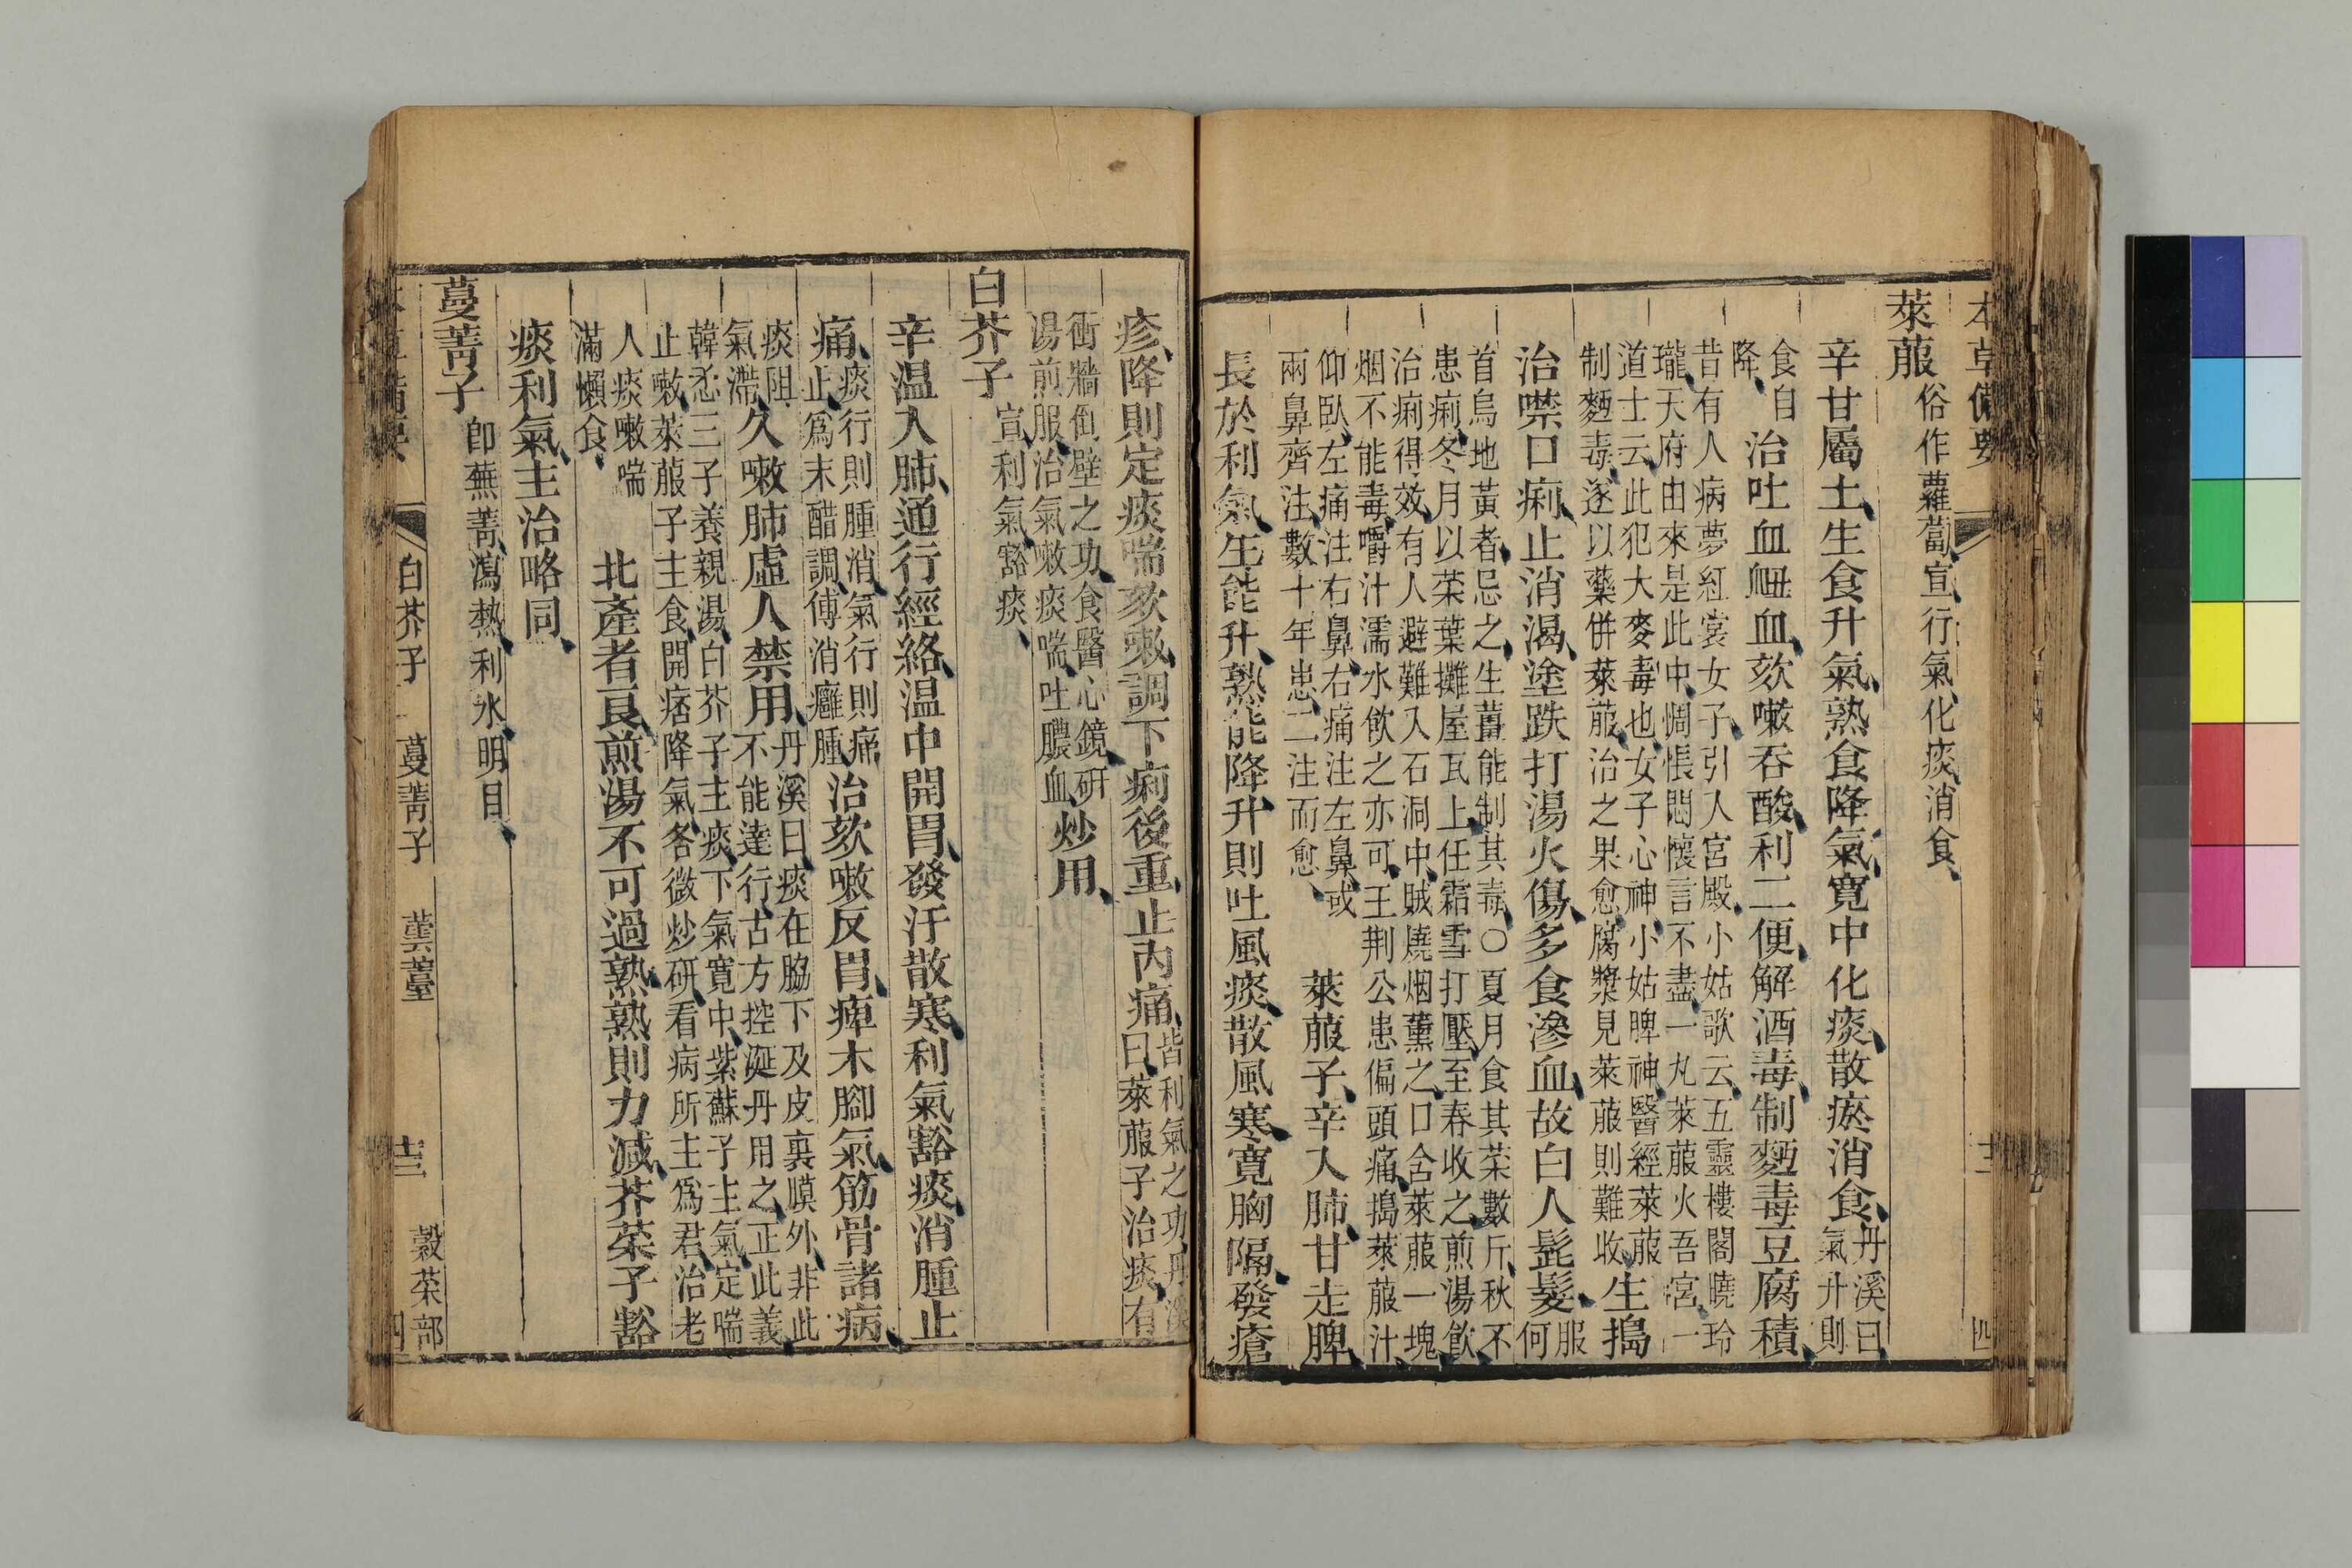 本草備要
萊菔 俗作蘿蔔宣行氣化痰消食
辛甘屬土生食升氣熟食降氣寬中化痰散瘀消食丹溪曰氣升則
食自降治吐血衄血欬嗽吞酸利二便解酒毒制麪毒豆腐積
昔有人病夢紅裳女子引入宮殿小姑歌云五靈樓閣曉玲
瓏天府由來是此中惆悵悶懷言不盡一丸萊菔火吾宮一
道士云此犯大麥毒也女子心神小姑脾神醫經萊菔
制麪毒遂以藥併萊菔治之果愈腐漿見萊菔則難收生搗
治噤口痢止消渴塗跌打湯火傷多食滲血故白人髭髮服何
首烏地黃者忌之生薑能制其毒○夏月食其菜數斤秋不
患痢冬月以菜葉攤屋瓦上任霜雪打壓至春收之煎湯飲
治痢得效有人避難入石洞中賊燒烟薰之口含萊菔一塊
烟不能毒嚼汁濡水飲之亦可王荆公患偏頭痛搗萊菔汁
仰臥左痛注右鼻右痛注左鼻或
兩鼻齊注數十年患二注而愈萊菔子辛入肺甘走脾
長於利氣生能升熟能降升則吐風痰散風寒寬胸隔發瘡
疹降則定痰喘欬嗽調下痢後重止內痛皆利氣之功丹溪曰萊菔子治痰有
衝牆倒壁之功食醫心鏡研
湯煎服治氣嗽痰喘吐膿血炒用
白芥子 宣利氣豁痰
辛温入肺通行經絡温中開胃發汗散寒利氣豁痰消腫止
痛痰行則腫消氣行則痛止爲末醋調傅消癰腫治欬嗽反胃痺木腳氣筋骨諸病
痰阻氣滯久嗽肺虛人禁用丹溪曰痰在脇下及皮裏膜外非此不能達行古方控涎丹用之正此義
韓悉三子養親湯白芥子主痰下氣寬中紫蘇子主氣定喘
止嗽萊菔子主食開痞降氣各微炒研看病所主爲君治老
人痰嗽喘
滿懶食北產者良煎湯不可過熟熟則力減芥菜子豁
痰利氣主治略同
蔓菁子 卽蕪菁瀉熱利水明目
白芥子 蔓菁子 蕓薹 十三 穀菜部